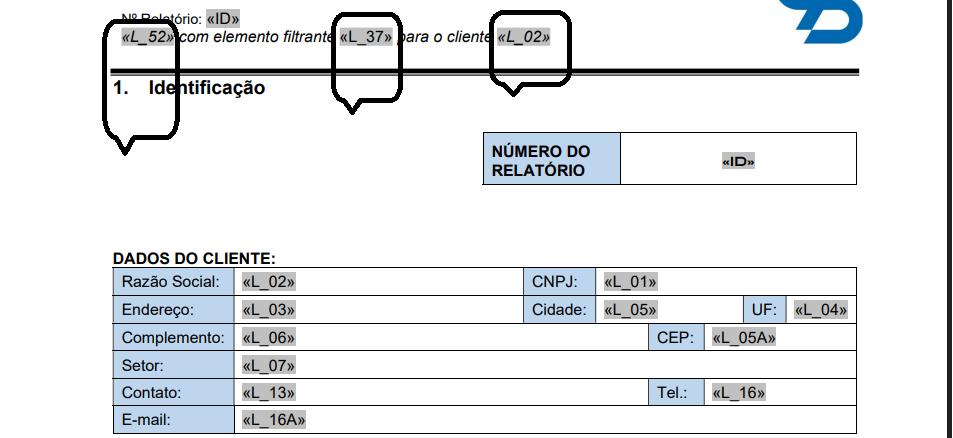 Nº Relatório: «ID»
«L_52» com elemento filtrante «L_37» para o cliente «L_02»
1. Identificação
NÚMERO DO
RELATÓRIO
«ID»
DADOS DO CLIENTE:
Razão Social: «L_02» CNPJ: «L_01»
Endereço: «L_03» Cidade: «L_05» UF: «L_04»
Complemento: «L_06» CEP: «L_05A»
Setor: «L_07»
Contato: «L_13» Tel.: «L_16»
E-mail: «L_16A»